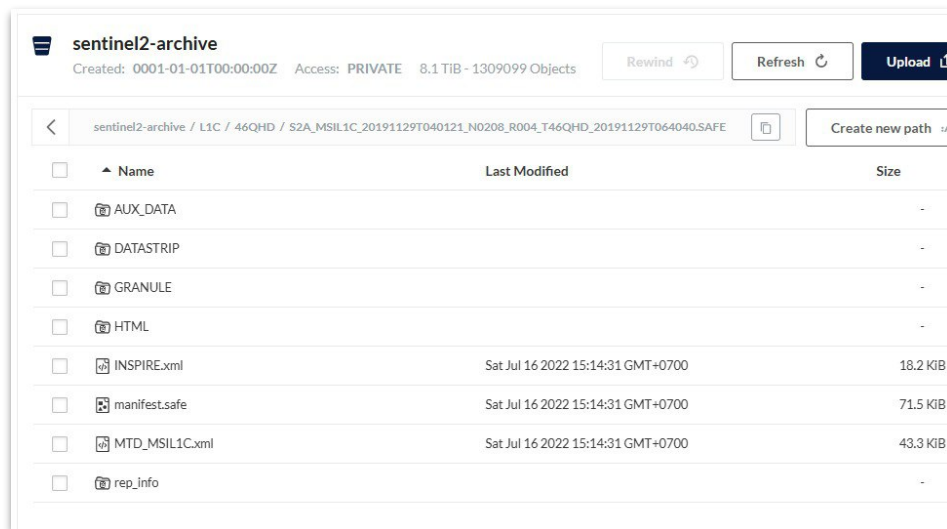 sentinel2-archive
Created: 0001-01-01T00:00:00Z Access: PRIVATE 8.1 TiB - 1309099 Objects
Rewind
Refresh
Upload
sentinel2-archive / L1C / 46QHD / S2A_MSIL1C_20191129T040121_N0208_R004_T46QHD_20191129T064040.SAFE
Create new path
Name Last Modified Size
AUX_DATA -
DATASTRIP -
GRANULE -
HTML -
INSPIRE.xml Sat Jul 16 2022 15:14:31 GMT+0700 18.2 KiB
manifest.safe Sat Jul 16 2022 15:14:31 GMT+0700 71.5 KiB
MTD_MSIL1C.xml Sat Jul 16 2022 15:14:31 GMT+0700 43.3 KiB
rep_info -